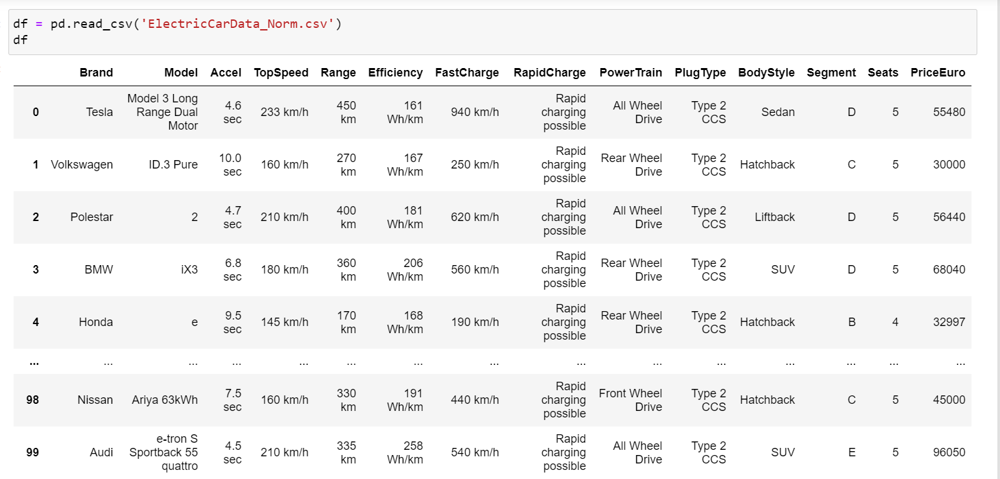 df = pd.read_csv('ElectricCarData_Norm.csv')
df
Brand Model Accel TopSpeed Range Efficiency FastCharge RapidCharge PowerTrain PlugType BodyStyle Segment Seats PriceEuro
0 Tesla Model 3 Long Range Dual Motor 4.6 sec 233 km/h 450 km 161 Wh/km 940 km/h Rapid charging possible All Wheel Drive Type 2 CCS Sedan D 5 55480
1 Volkswagen ID.3 Pure 10.0 sec 160 km/h 270 km 167 Wh/km 250 km/h Rapid charging possible Rear Wheel Drive Type 2 CCS Hatchback C 5 30000
2 Polestar 2 4.7 sec 210 km/h 400 km 181 Wh/km 620 km/h Rapid charging possible All Wheel Drive Type 2 CCS Liftback D 5 56440
3 BMW iX3 6.8 sec 180 km/h 360 km 206 Wh/km 560 km/h Rapid charging possible Rear Wheel Drive Type 2 CCS SUV D 5 68040
4 Honda e 9.5 sec 145 km/h 170 km 168 Wh/km 190 km/h Rapid charging possible Rear Wheel Drive Type 2 CCS Hatchback B 4 32997
... ... ... ... ... ... ... ... ... ... ... ... ... ... ...
98 Nissan Ariya 63kWh 7.5 sec 160 km/h 330 km 191 Wh/km 440 km/h Rapid charging possible Front Wheel Drive Type 2 CCS Hatchback C 5 45000
99 Audi e-tron S Sportback 55 quattro 4.5 sec 210 km/h 335 km 258 Wh/km 540 km/h Rapid charging possible All Wheel Drive Type 2 CCS SUV E 5 96050